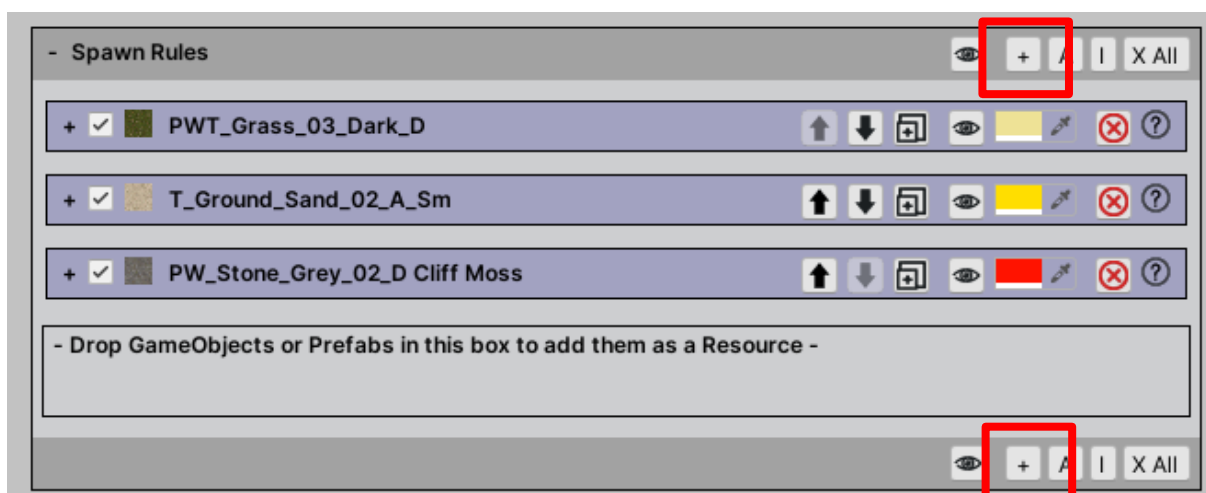 - Spawn Rules + A I X All
+ PWT_Grass_03_Dark_D ?
+ T_Ground_Sand_02_A_Sm ?
+ PW_Stone_Grey_02_D Cliff Moss ?
- Drop GameObjects or Prefabs in this box to add them as a Resource -
+ A I X All